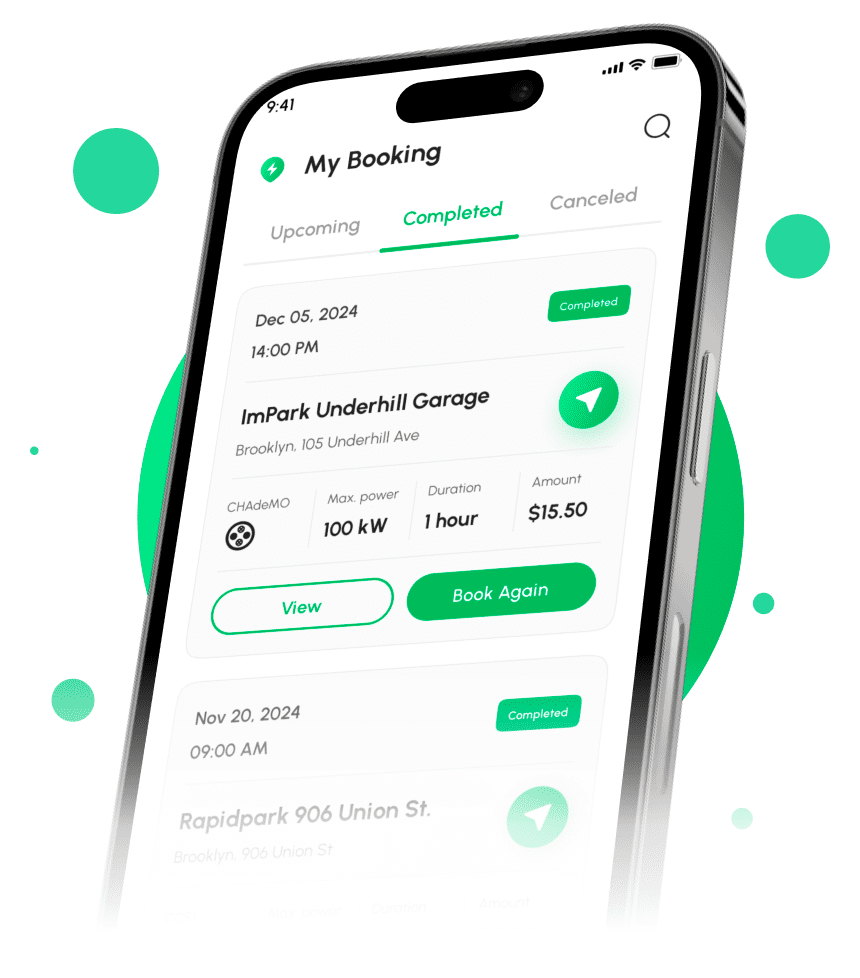 9:41
My Booking
Upcoming Completed Canceled
Dec 05, 2024 Completed
14:00 PM
ImPark Underhill Garage
Brooklyn, 105 Underhill Ave
CHAdeMO Max. power Duration Amount
100 kW 1 hour $15.50
View Book Again
Nov 20, 2024 Completed
09:00 AM
Rapidpark 906 Union St.
Brooklyn, 906 Union St
Max. power Duration Amount